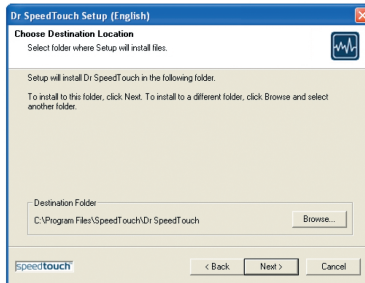 Dr SpeedTouch Setup (English)
Choose Destination Location
Select folder where Setup will install files.
Setup will install Dr SpeedTouch in the following folder.
To install to this folder, click Next. To install to a different folder, click Browse and select
another folder.
Destination Folder
C:\Program Files\SpeedTouch\Dr SpeedTouch
Browse...
speedtouch™
< Back
Next >
Cancel